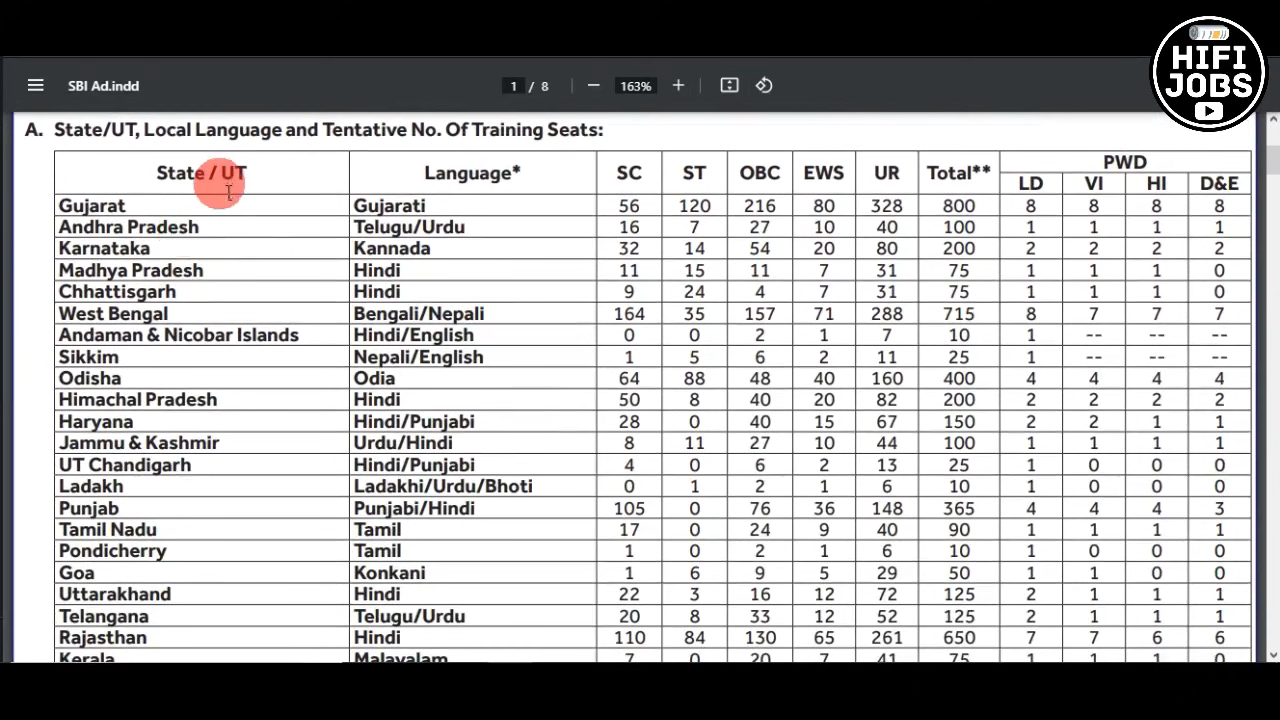 HIFI
JOBS
SBI Ad.indd
1 / 8
163%
A. State/UT, Local Language and Tentative No. Of Training Seats:
State / UT Language* SC ST OBC EWS UR Total** PWD
LD VI HI D&E
Gujarat Gujarati 56 120 216 80 328 800 8 8 8 8
Andhra Pradesh Telugu/Urdu 16 7 27 10 40 100 1 1 1 1
Karnataka Kannada 32 14 54 20 80 200 2 2 2 2
Madhya Pradesh Hindi 11 15 11 7 31 75 1 1 1 0
Chhattisgarh Hindi 9 24 4 7 31 75 1 1 1 0
West Bengal Bengali/Nepali 164 35 157 71 288 715 8 7 7 7
Andaman & Nicobar Islands Hindi/English 0 0 2 1 7 10 1 -- -- --
Sikkim Nepali/English 1 5 6 2 11 25 1 -- -- --
Odisha Odia 64 88 48 40 160 400 4 4 4 4
Himachal Pradesh Hindi 50 8 40 20 82 200 2 2 2 2
Haryana Hindi/Punjabi 28 0 40 15 67 150 2 2 1 1
Jammu & Kashmir Urdu/Hindi 8 11 27 10 44 100 1 1 1 1
UT Chandigarh Hindi/Punjabi 4 0 6 2 13 25 1 0 0 0
Ladakh Ladakhi/Urdu/Bhoti 0 1 2 1 6 10 1 0 0 0
Punjab Punjabi/Hindi 105 0 76 36 148 365 4 4 4 3
Tamil Nadu Tamil 17 0 24 9 40 90 1 1 1 1
Pondicherry Tamil 1 0 2 1 6 10 1 0 0 0
Goa Konkani 1 6 9 5 29 50 1 1 0 0
Uttarakhand Hindi 22 3 16 12 72 125 2 1 1 1
Telangana Telugu/Urdu 20 8 33 12 52 125 2 1 1 1
Rajasthan Hindi 110 84 130 65 261 650 7 7 6 6
Kerala Malayalam 7 0 20 7 41 75 1 1 1 0